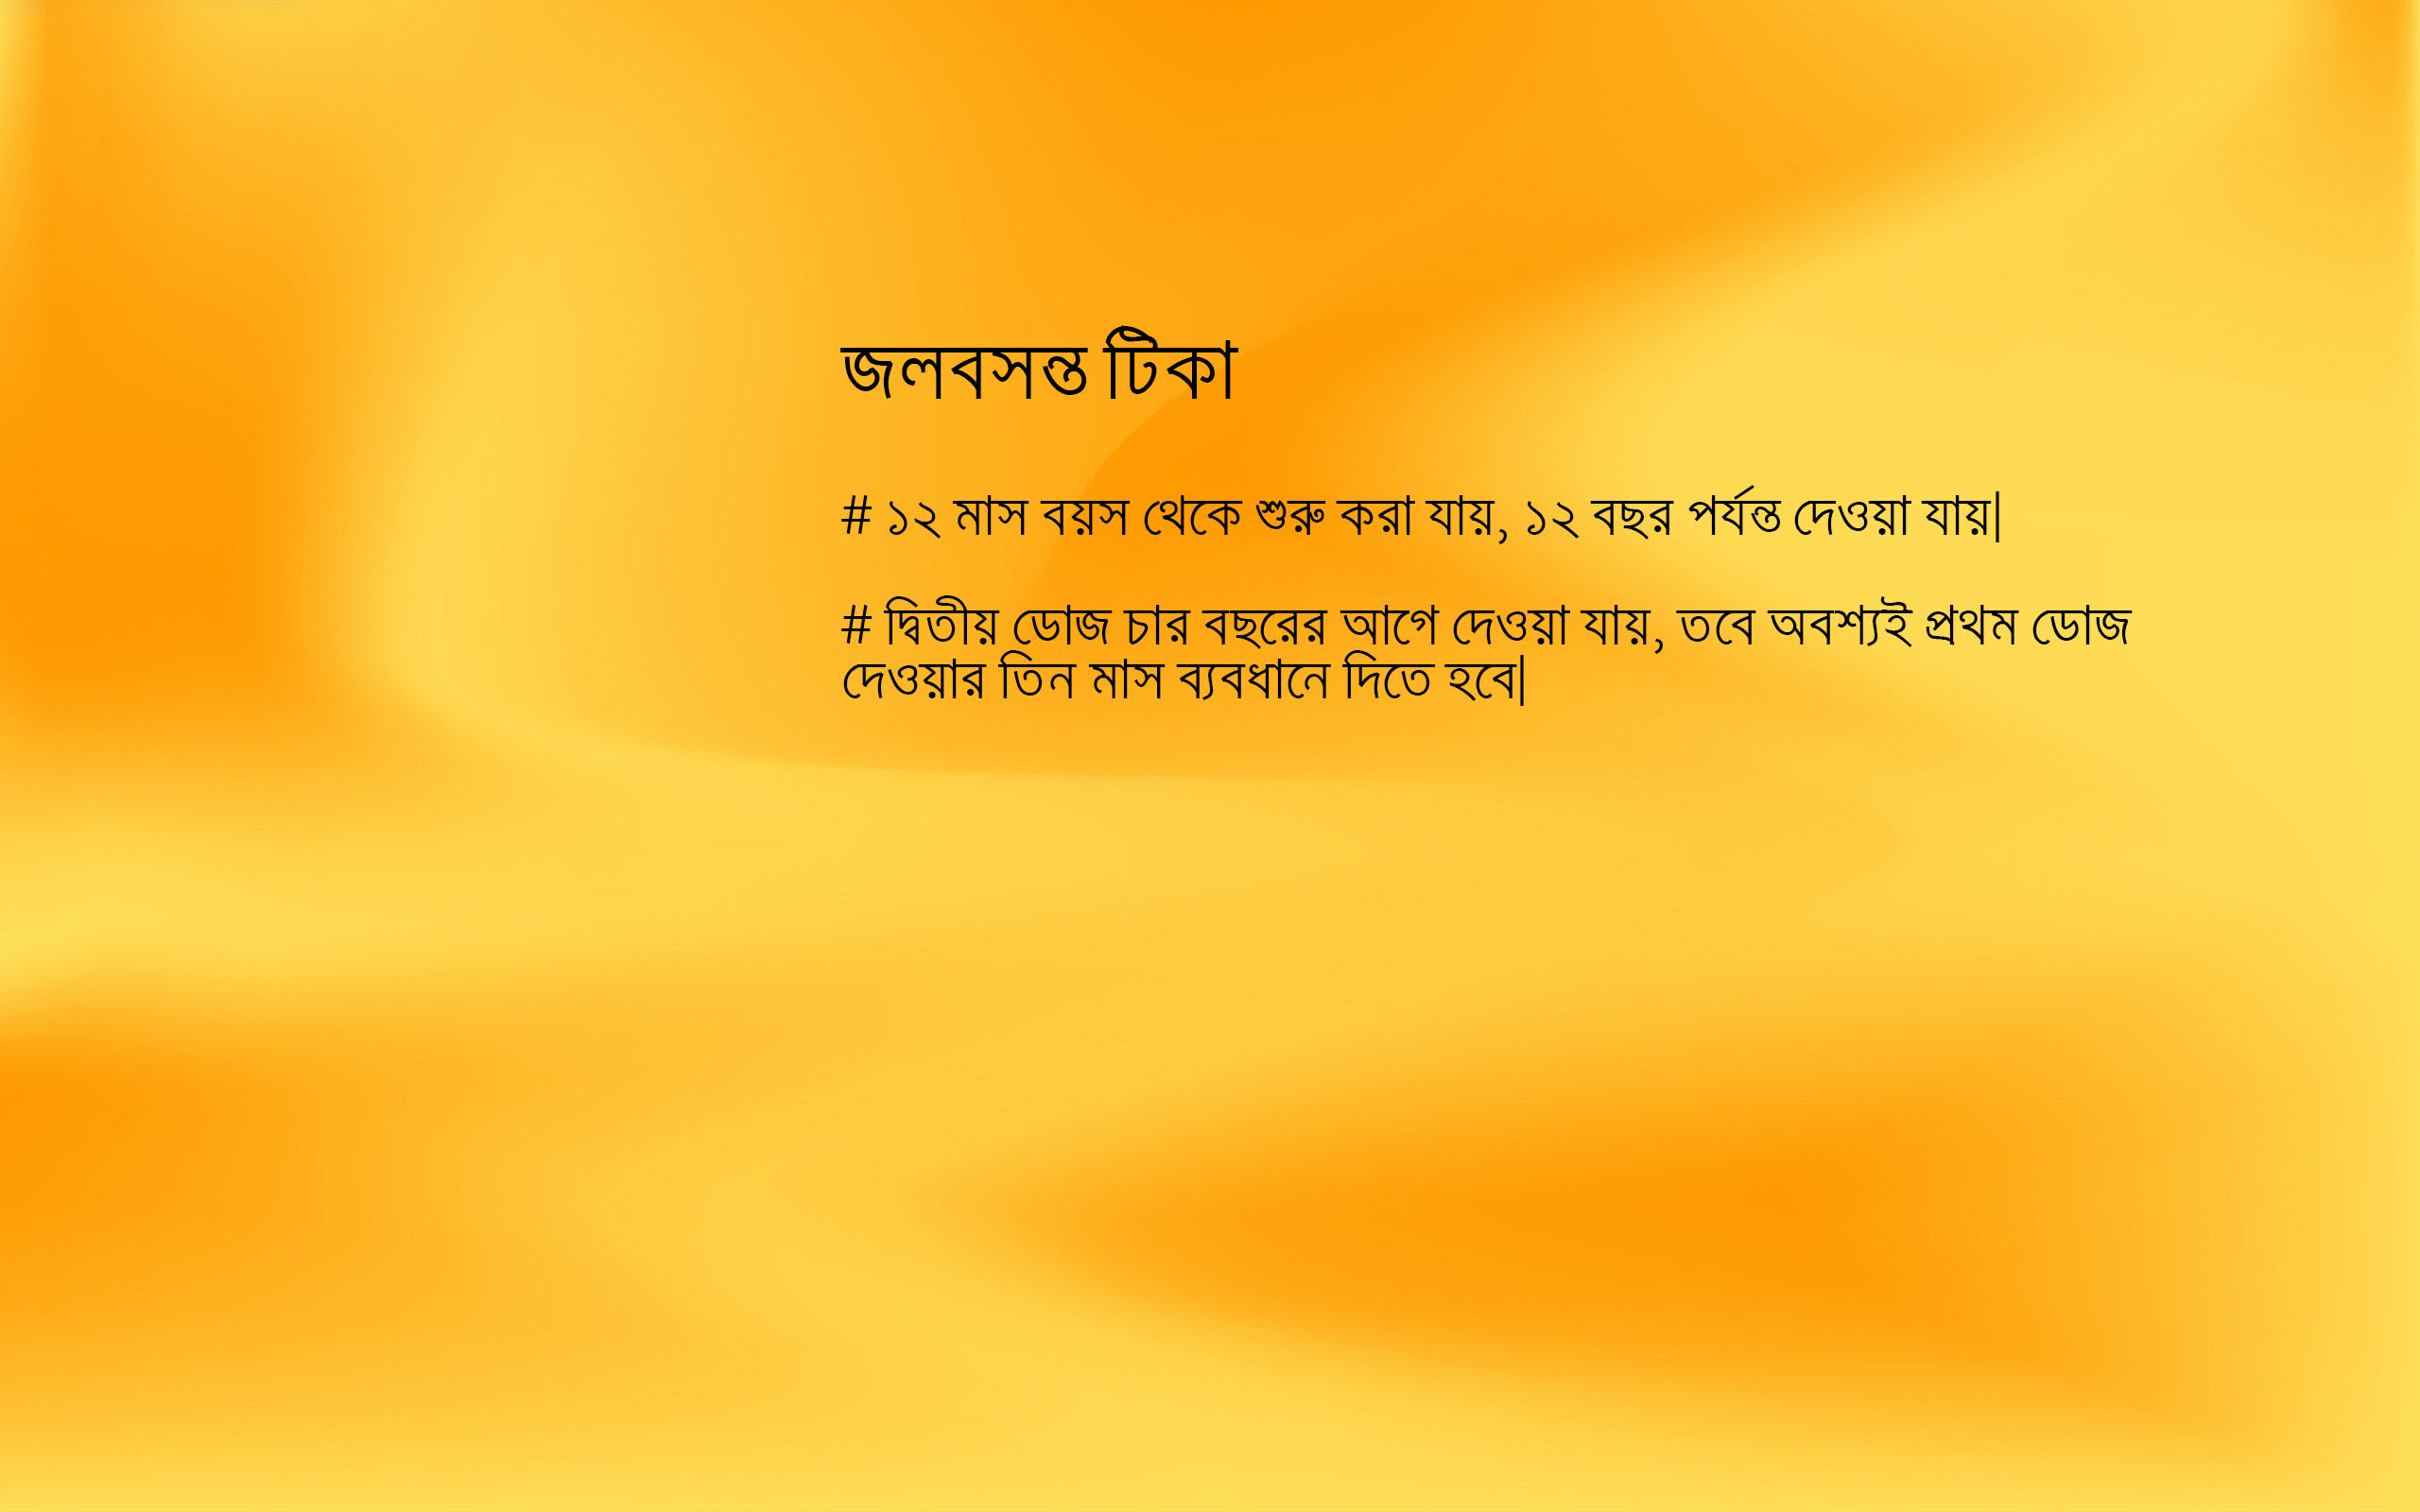 জলবসন্ত টিকা
# ১২ মাস বয়স থেকে শুরু করা যায়, ১২ বছর পর্যন্ত দেওয়া যায়|
# দ্বিতীয় ডোজ চার বছরের আগে দেওয়া যায়, তবে অবশ্যই প্রথম ডোজ
দেওয়ার তিন মাস ব্যবধানে দিতে হবে|